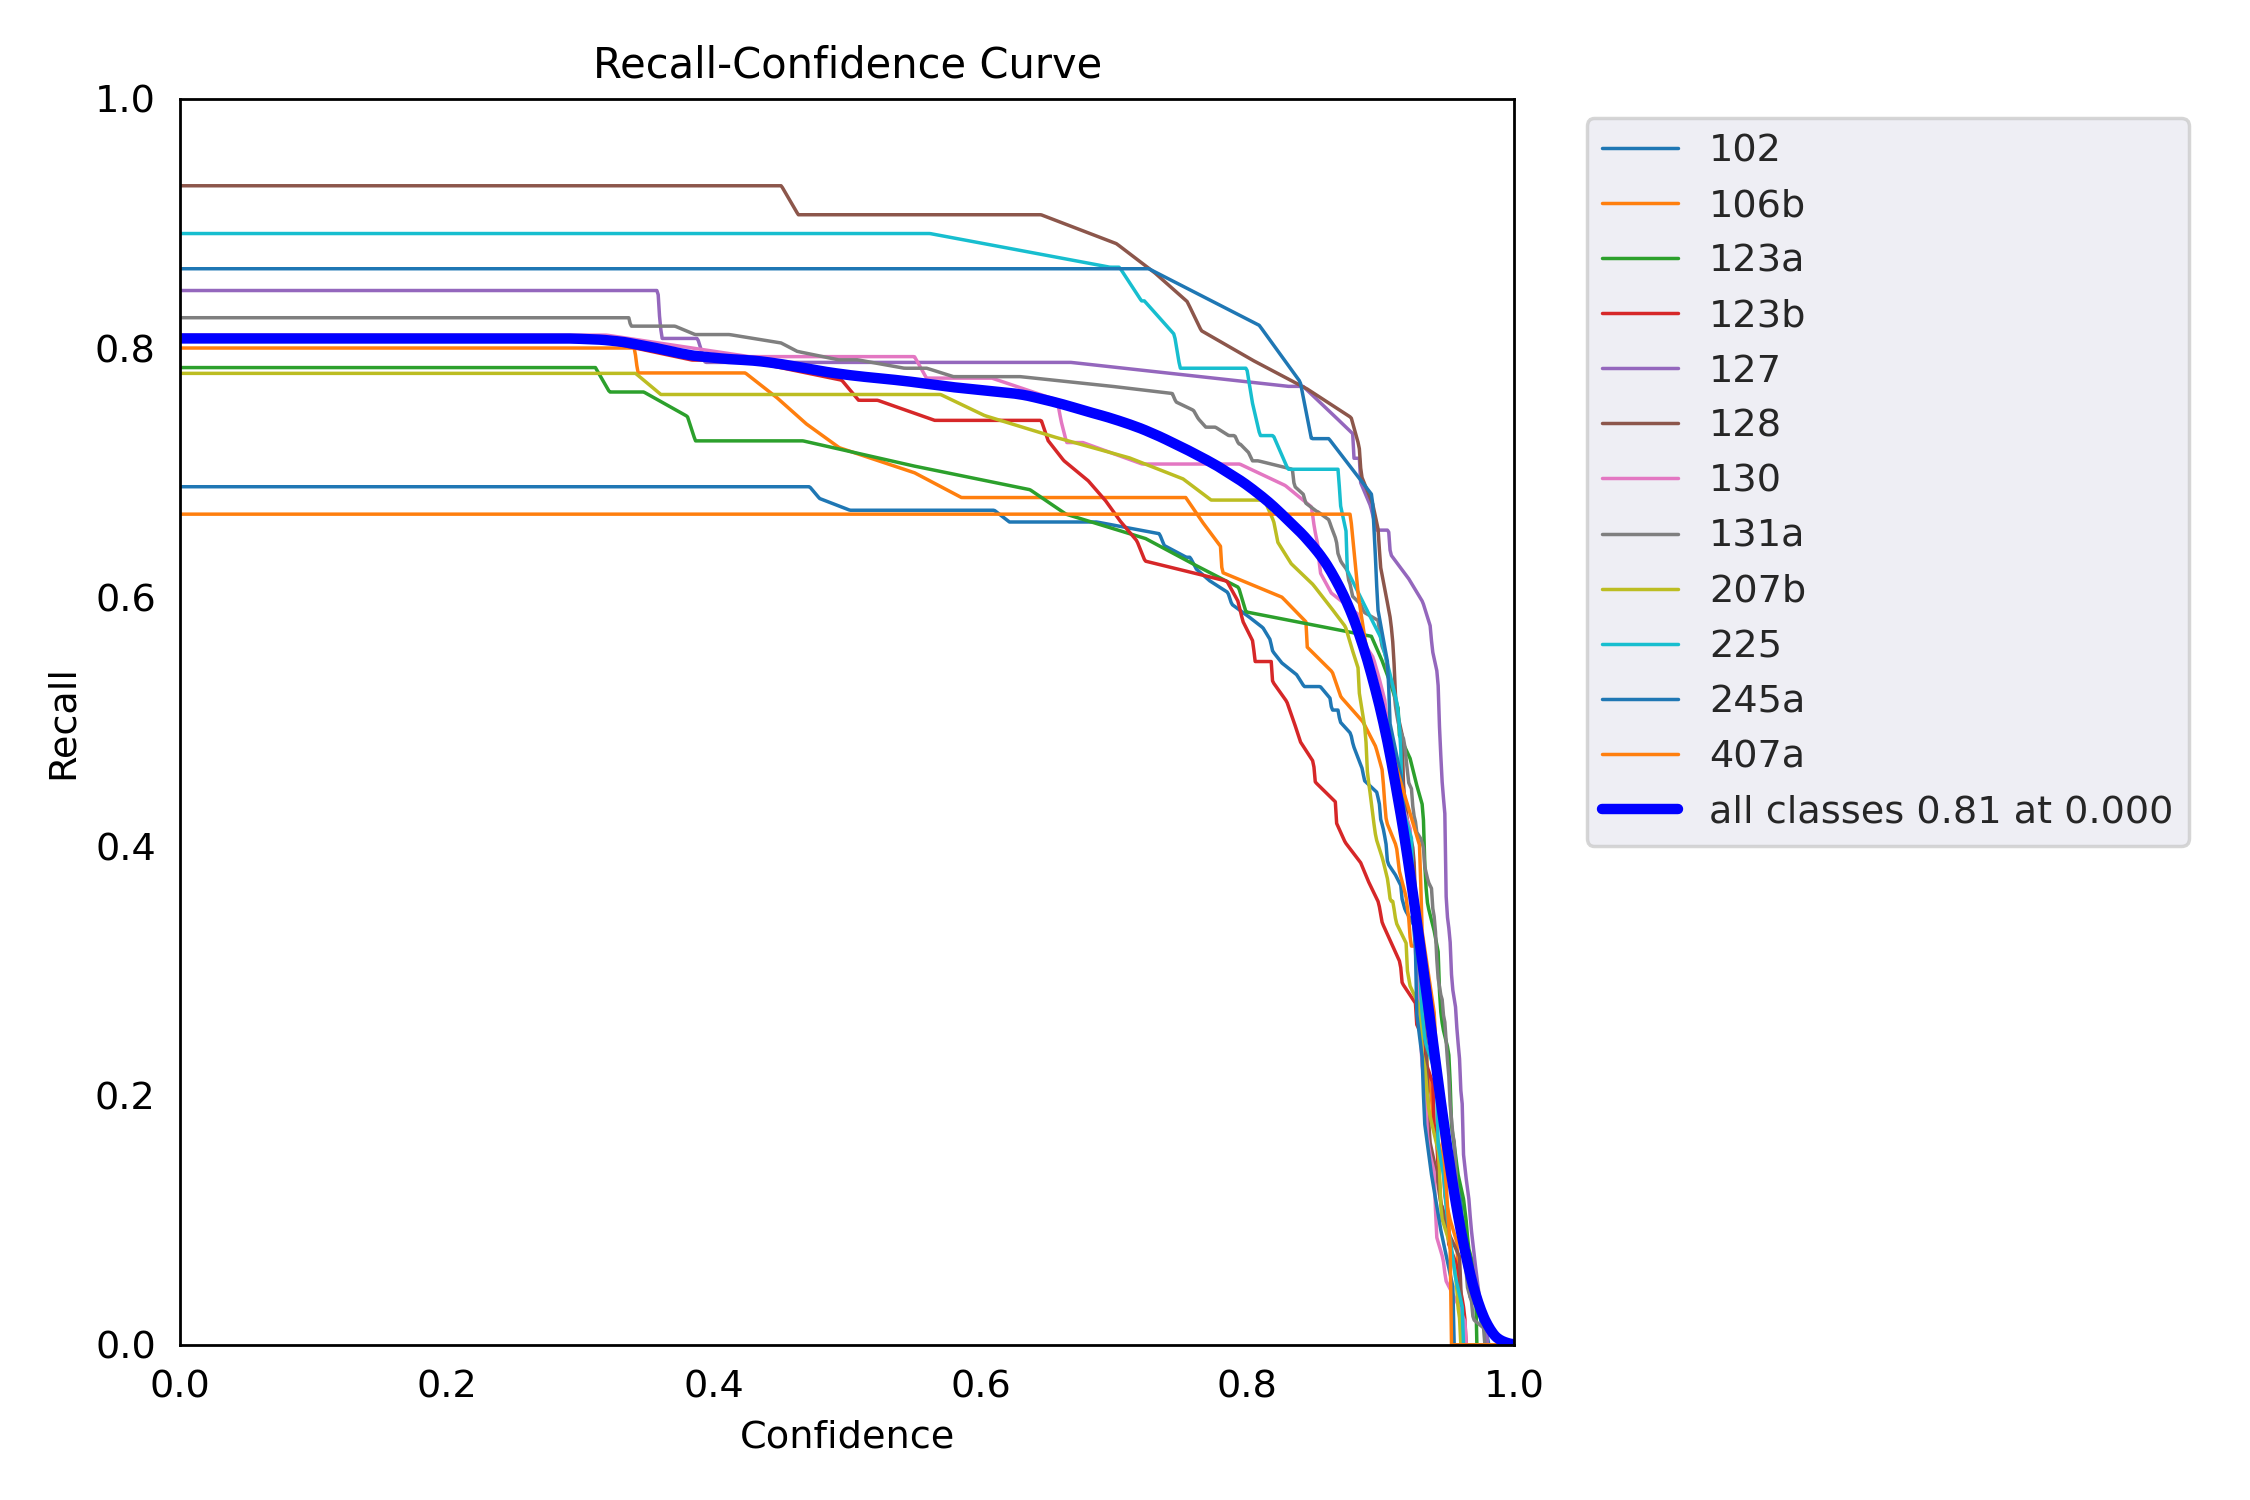 Recall-Confidence Curve
1.0
0.8
0.6
0.4
0.2
0.0
Recall
0.0 0.2 0.4 0.6 0.8 1.0
Confidence
102
106b
123a
123b
127
128
130
131a
207b
225
245a
407a
all classes 0.81 at 0.000